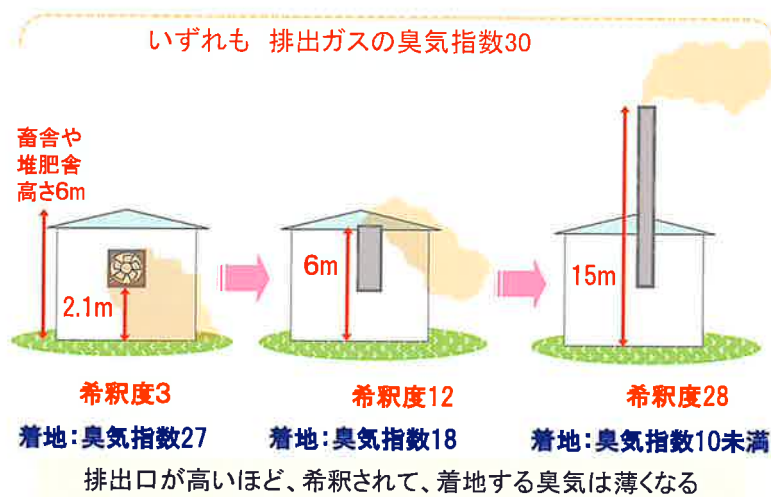 いずれも 排出ガスの臭気指数30
畜舎や
堆肥舎
高さ6m
2.1m
6m
15m
希釈度3
希釈度12
希釈度28
着地:臭気指数27
着地:臭気指数18
着地:臭気指数10未満
排出口が高いほど、希釈されて、着地する臭気は薄くなる